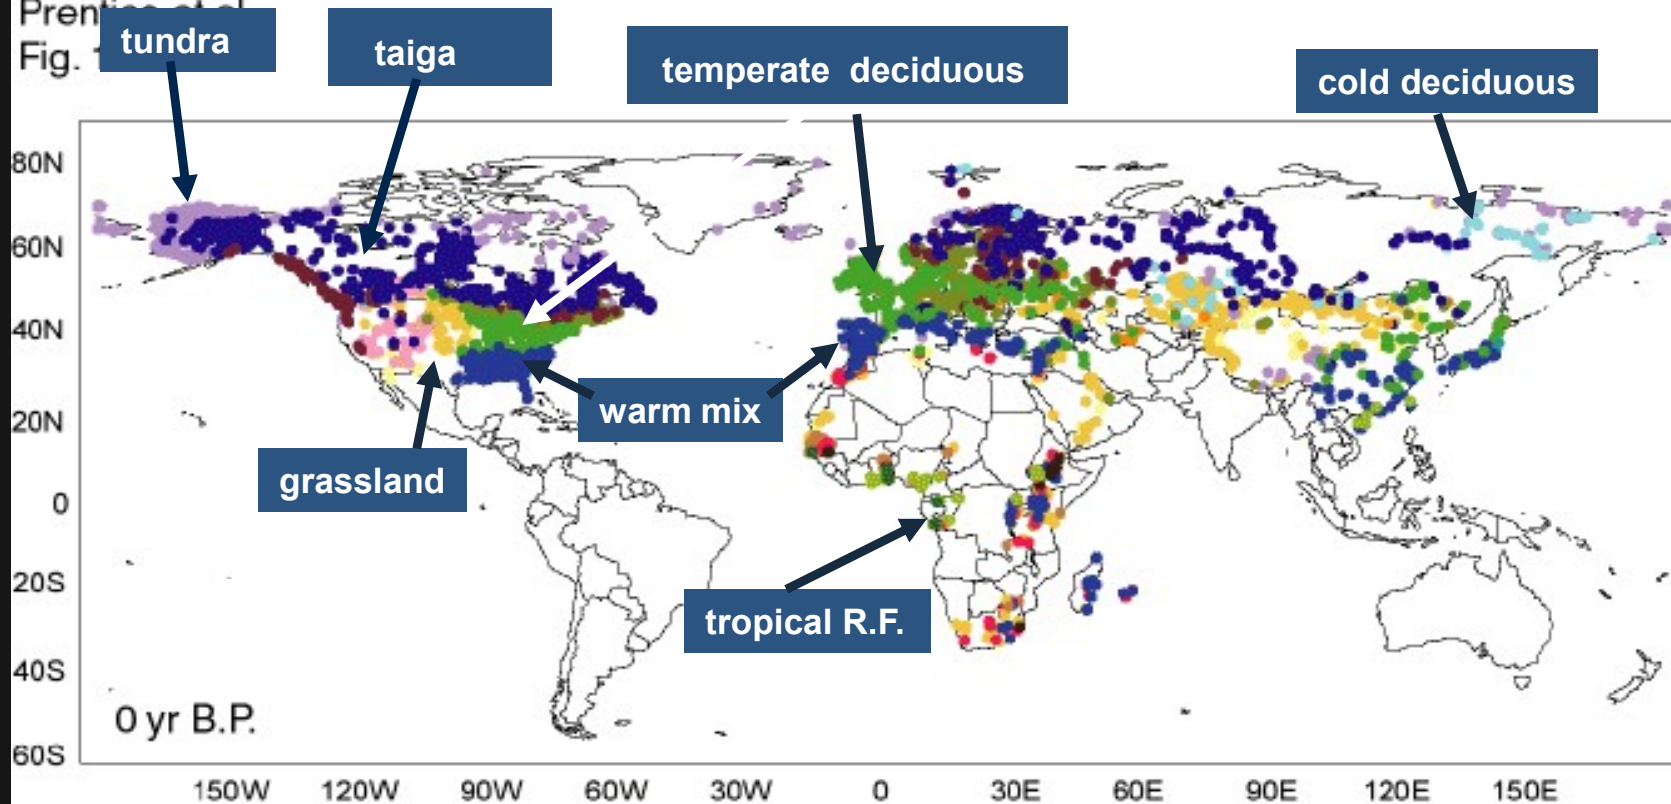 Fig.
tundra
taiga
temperate deciduous
cold deciduous
80N
60N
40N
20N
0
20S
40S
60S
warm mix
grassland
tropical R.F.
0 yr B.P.
150W 120W 90W 60W 30W 0 30E 60E 90E 120E 150E